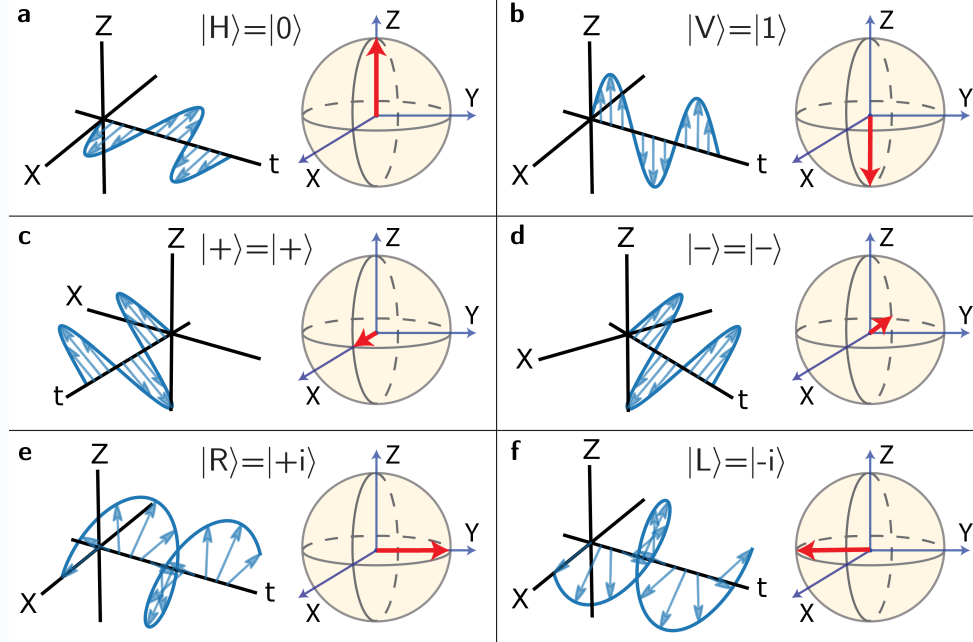 a
|H⟩=|0⟩
Z
X
t
Z
Y
X
b
|V⟩=|1⟩
Z
X
t
Z
Y
X
c
|+⟩=|+⟩
Z
X
t
Z
Y
X
d
|–⟩=|–⟩
Z
X
t
Z
Y
X
e
|R⟩=|+i⟩
Z
X
t
Z
Y
X
f
|L⟩=|-i⟩
Z
X
t
Z
Y
X